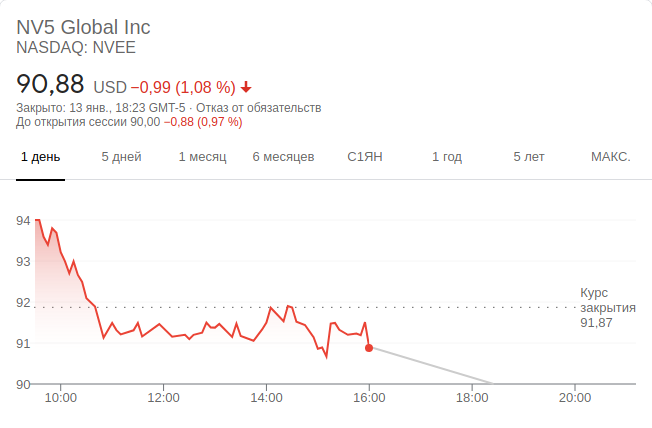 NV5 Global Inc
NASDAQ: NVEE
90,88 USD −0,99 (1,08 %)
Закрыто: 13 янв., 18:23 GMT-5 · Отказ от обязательств
До открытия сессии 90,00 −0,88 (0,97 %)
1 день 5 дней 1 месяц 6 месяцев С1ЯН 1 год 5 лет МАКС.
94
93
92
91
90
Курс
закрытия
91,87
10:00 12:00 14:00 16:00 18:00 20:00